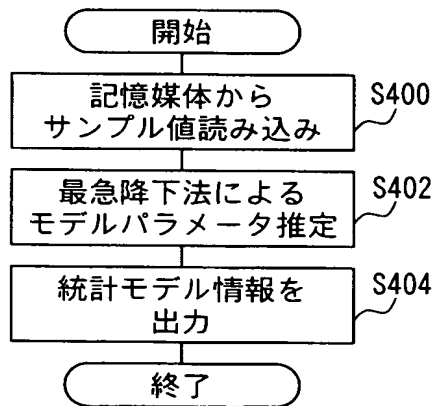 開始
記憶媒体から
サンプル値読み込み
S400
最急降下法による
モデルパラメータ推定
S402
統計モデル情報を
出力
S404
終了